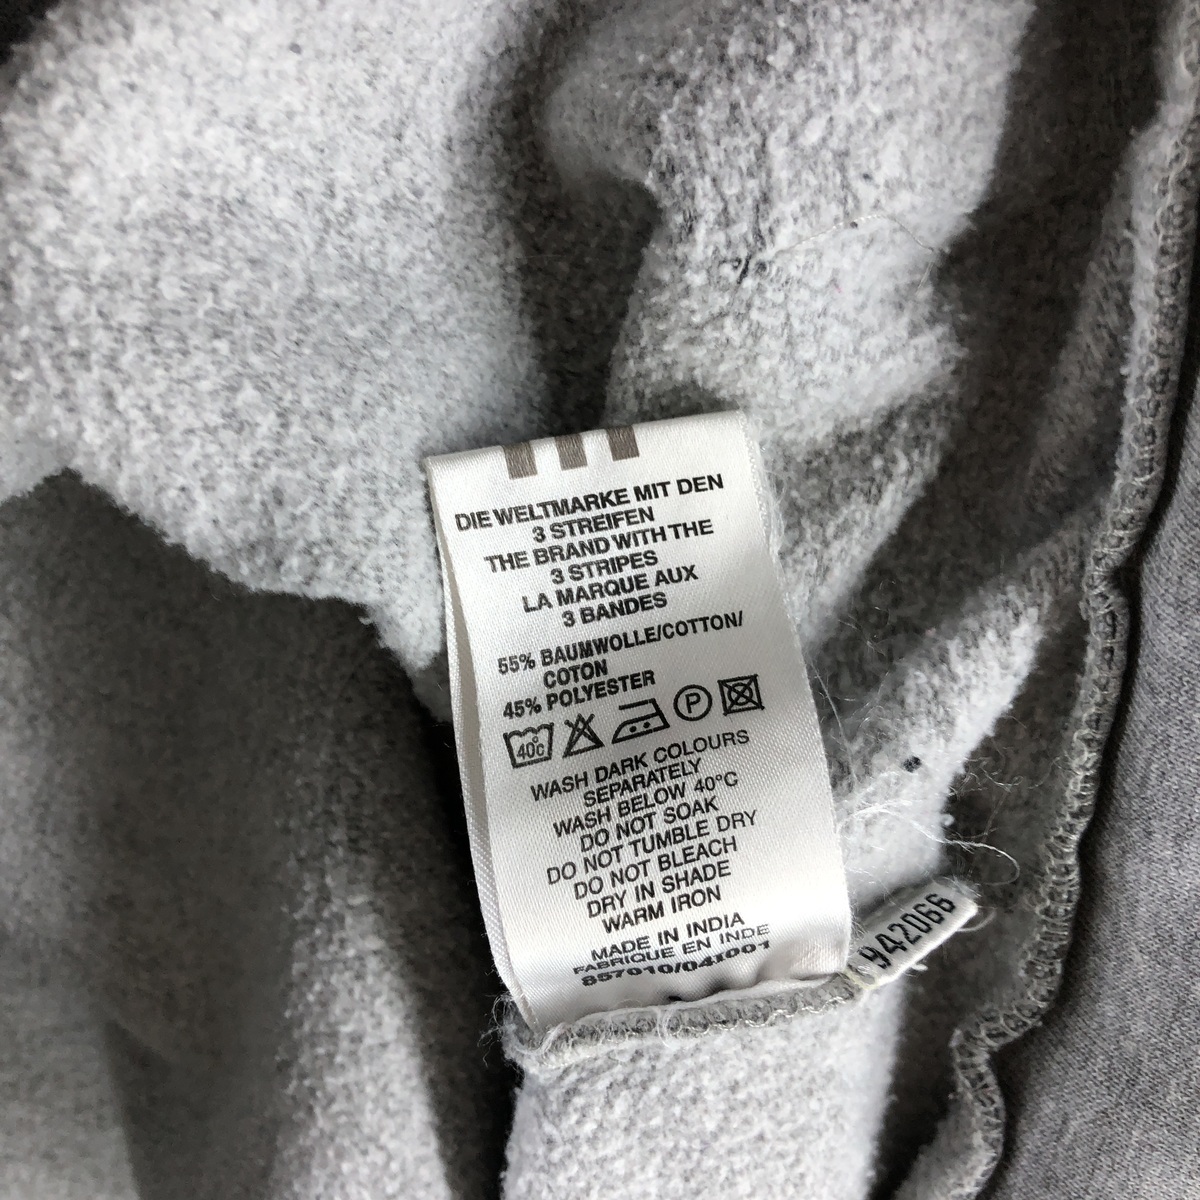 DIE WELTMARKE MIT DEN
3 STREIFEN
THE BRAND WITH THE
3 STRIPES
LA MARQUE AUX
3 BANDES
55% BAUMWOLLE/COTTON/
COTON
45% POLYESTER
40°C P
WASH DARK COLOURS
SEPARATELY
WASH BELOW 40°C
DO NOT SOAK
DO NOT TUMBLE DRY
DO NOT BLEACH
DRY IN SHADE
WARM IRON
MADE IN INDIA
FABRIQUE EN INDE
857010/041001
942066